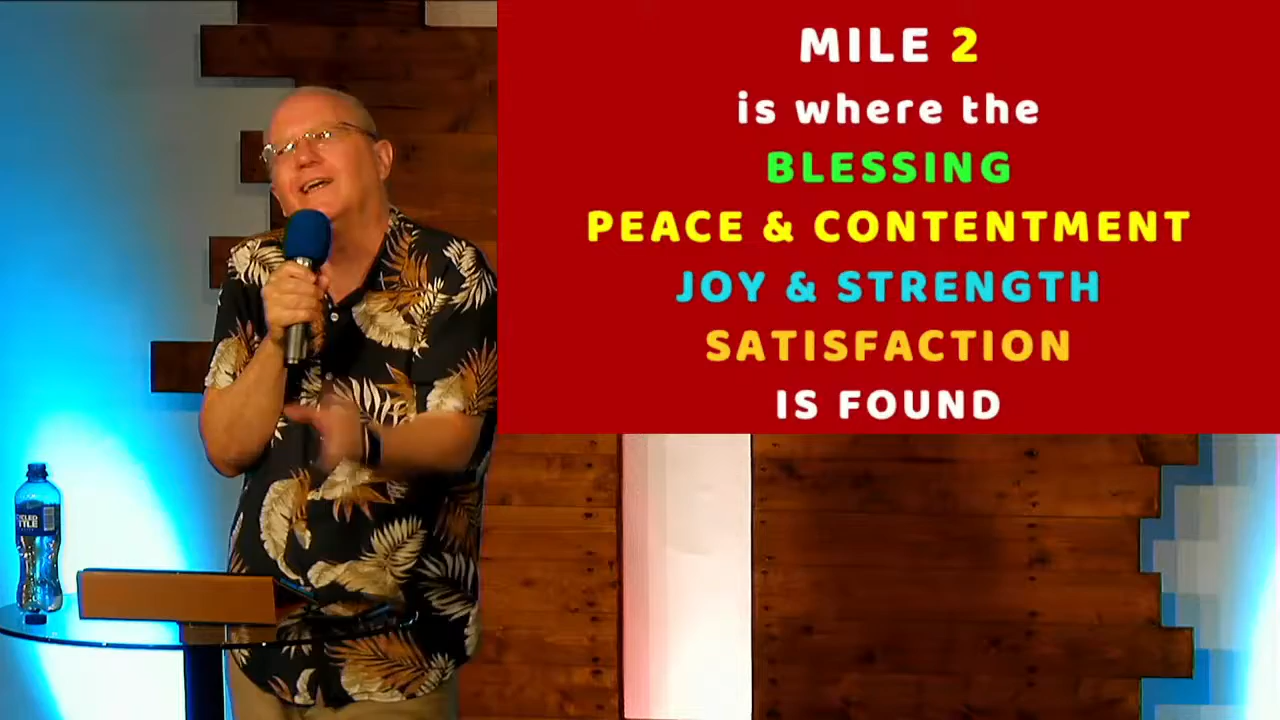 MILE 2
is where the
BLESSING
PEACE & CONTENTMENT
JOY & STRENGTH
SATISFACTION
IS FOUND